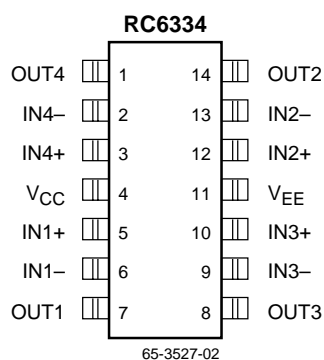 RC6334
OUT4 1 14 OUT2
IN4– 2 13 IN2–
IN4+ 3 12 IN2+
VCC 4 11 VEE
IN1+ 5 10 IN3+
IN1– 6 9 IN3–
OUT1 7 8 OUT3
65-3527-02